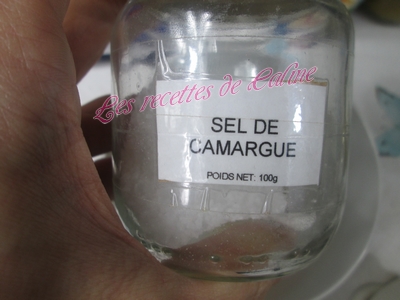 Les recettes de Caline
SEL DE
CAMARGUE
POIDS NET: 100g